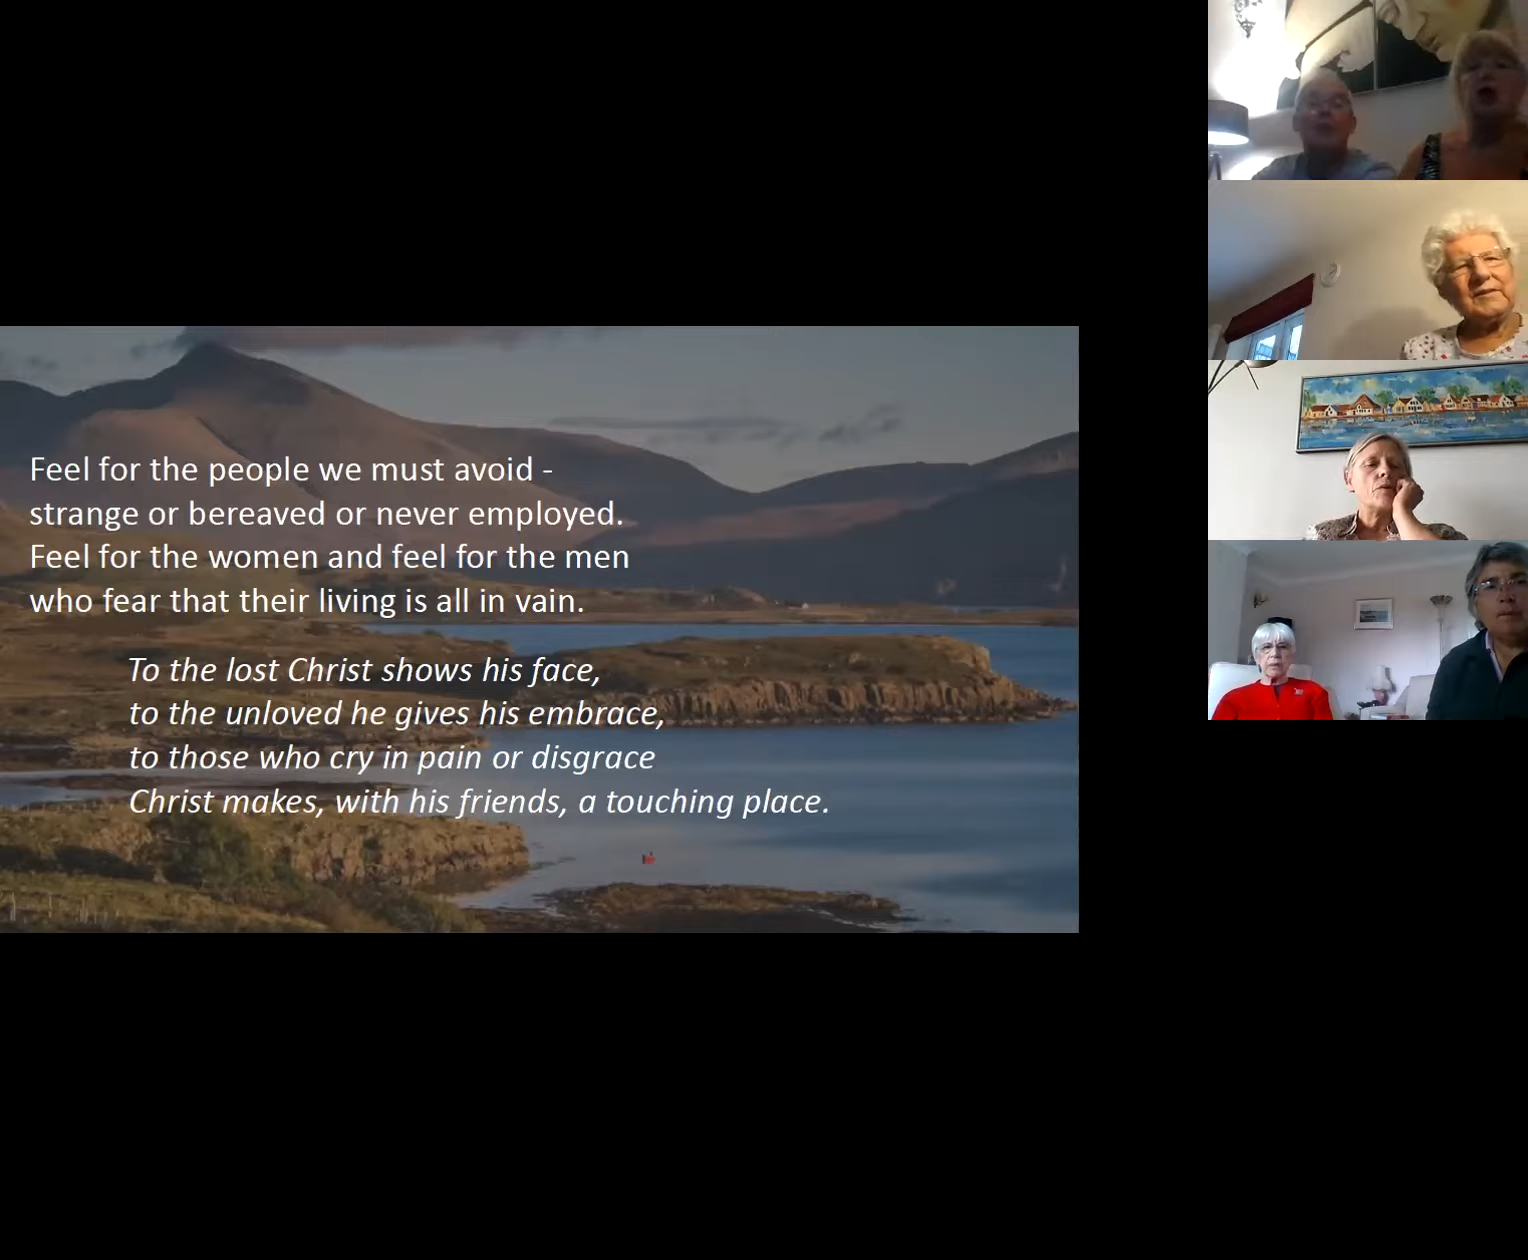 Feel for the people we must avoid -
strange or bereaved or never employed.
Feel for the women and feel for the men
who fear that their living is all in vain.
To the lost Christ shows his face,
to the unloved he gives his embrace,
to those who cry in pain or disgrace
Christ makes, with his friends, a touching place.